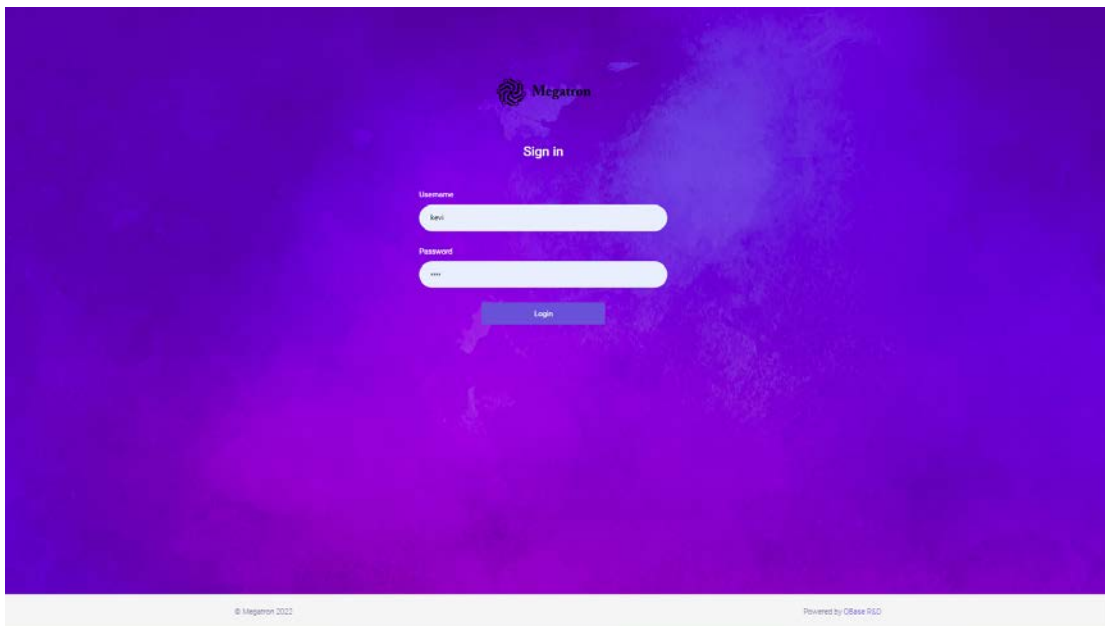 Megatron
Sign in
Username
kevi
Password
••••
Login
© Megatron 2022
Powered by OBase R&D